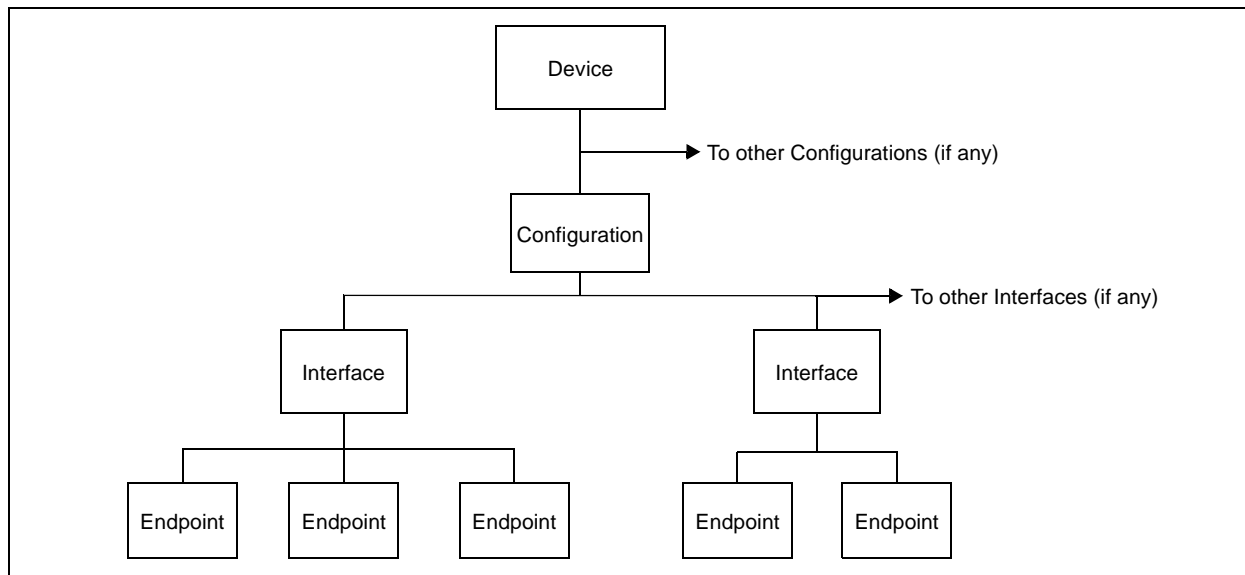 Device
To other Configurations (if any)
Configuration
To other Interfaces (if any)
Interface
Interface
Endpoint
Endpoint
Endpoint
Endpoint
Endpoint